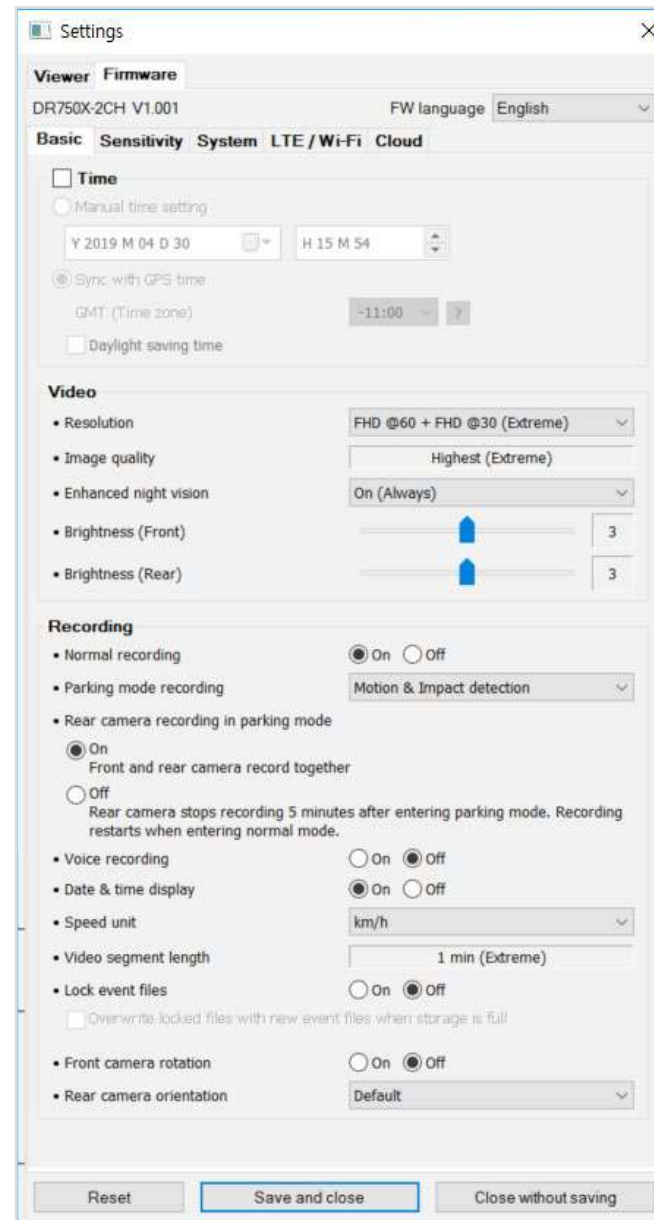 Settings
Viewer Firmware
DR750X-2CH V1.001 FW language English
Basic Sensitivity System LTE / Wi-Fi Cloud
Time
Manual time setting
Y 2019 M 04 D 30 H 15 M 54
Sync with GPS time
GMT (Time zone) -11:00 ?
Daylight saving time
Video
• Resolution FHD @60 + FHD @30 (Extreme)
• Image quality Highest (Extreme)
• Enhanced night vision On (Always)
• Brightness (Front) 3
• Brightness (Rear) 3
Recording
• Normal recording On Off
• Parking mode recording Motion & Impact detection
• Rear camera recording in parking mode
On
Front and rear camera record together
Off
Rear camera stops recording 5 minutes after entering parking mode. Recording
restarts when entering normal mode.
• Voice recording On Off
• Date & time display On Off
• Speed unit km/h
• Video segment length 1 min (Extreme)
• Lock event files On Off
Overwrite locked files with new event files when storage is full
• Front camera rotation On Off
• Rear camera orientation Default
Reset Save and close Close without saving